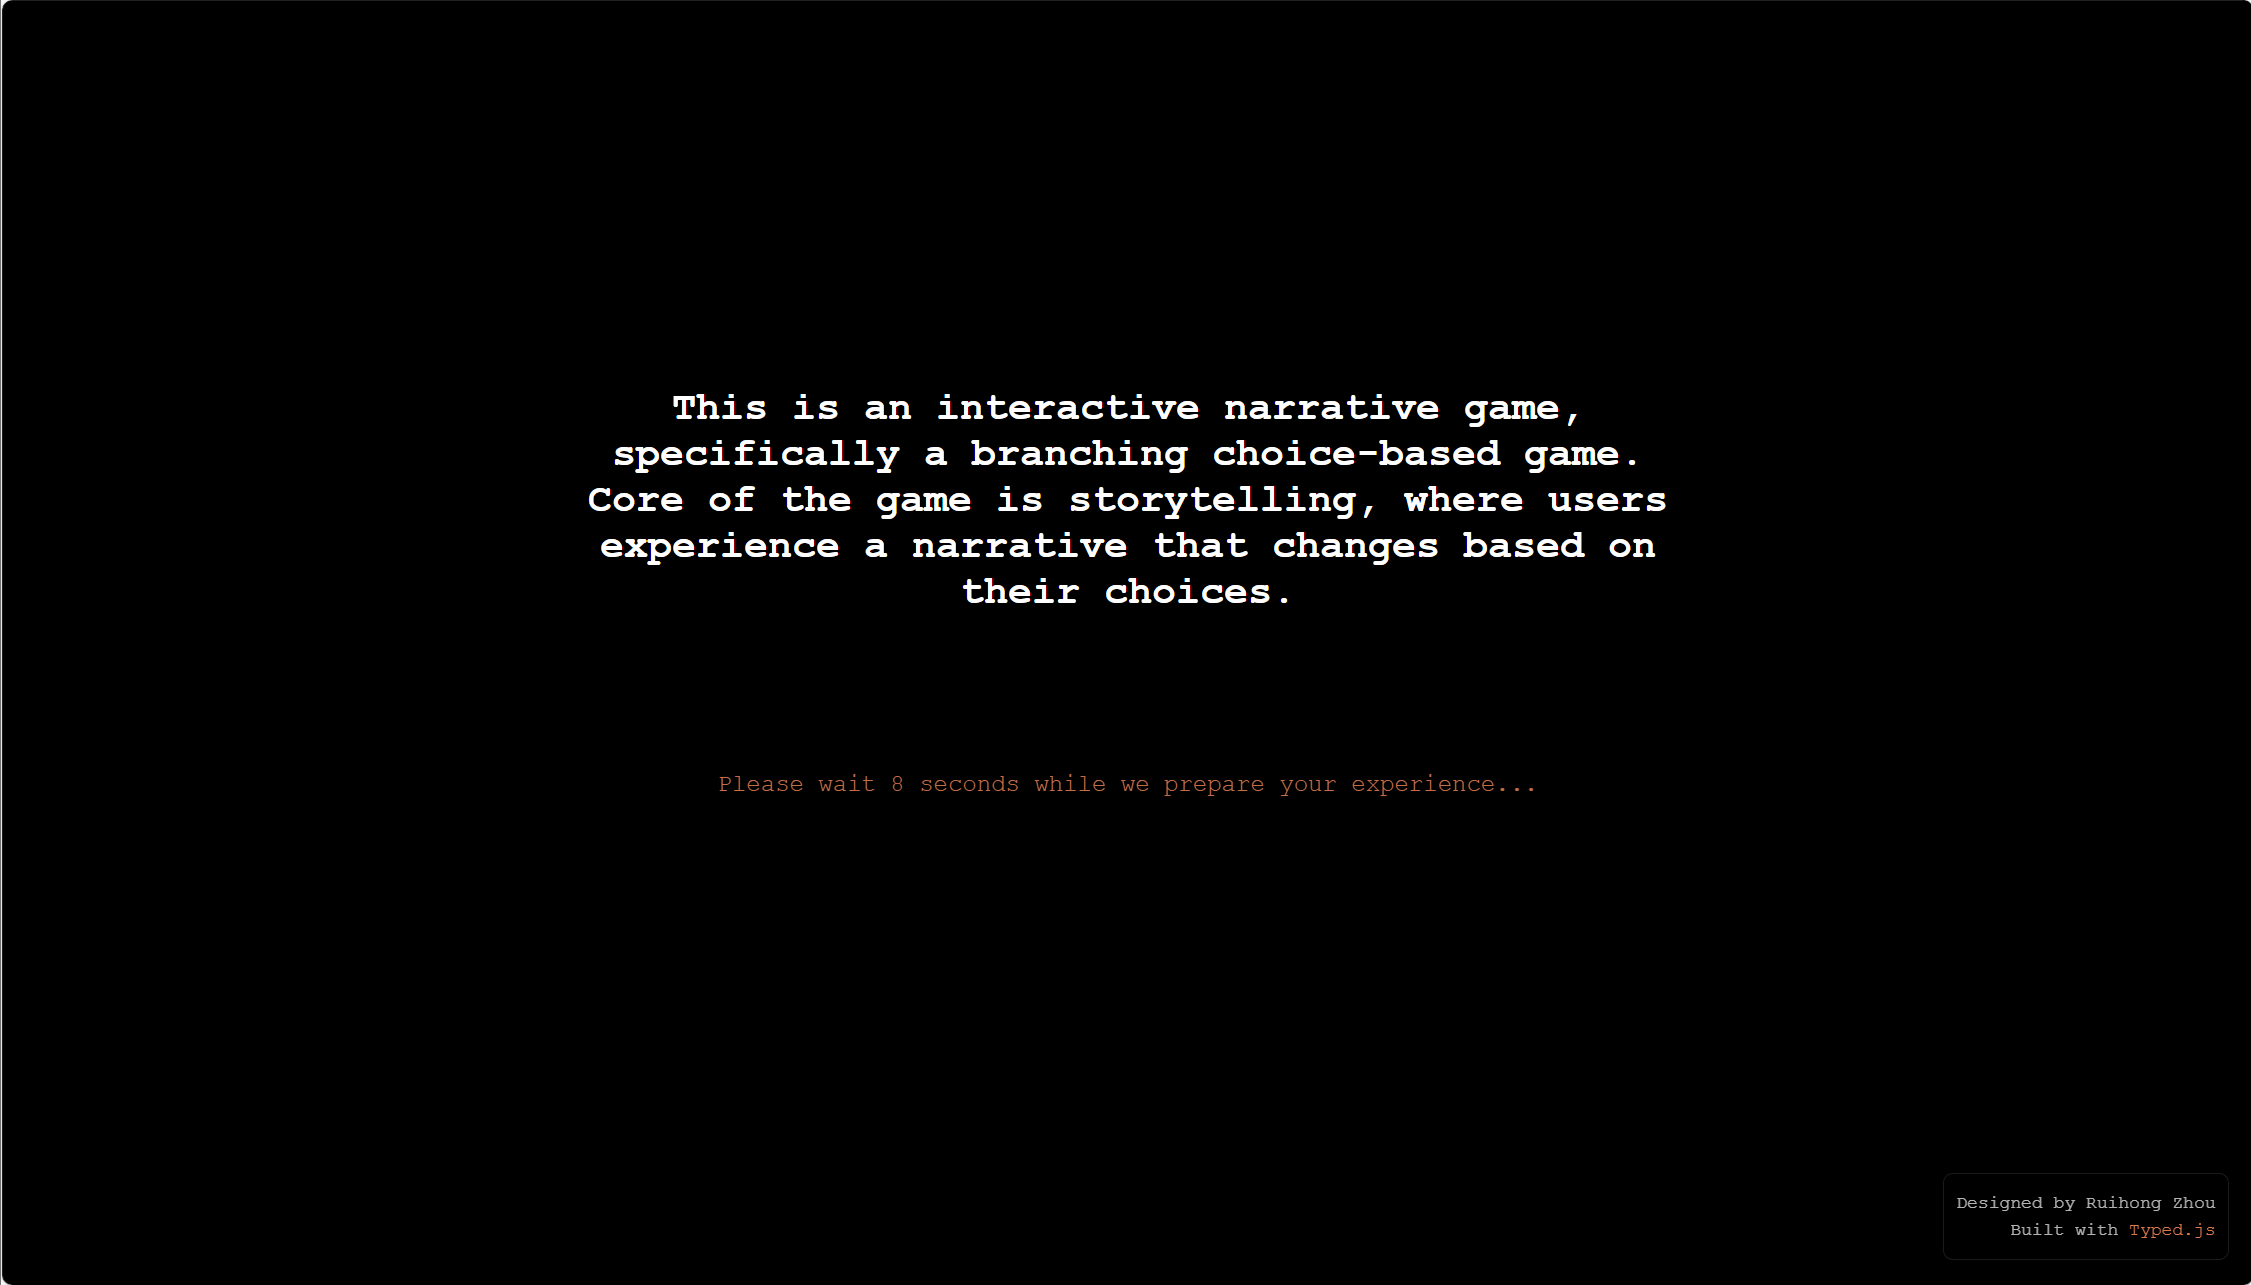 This is an interactive narrative game,
specifically a branching choice-based game.
Core of the game is storytelling, where users
experience a narrative that changes based on
their choices.
Please wait 8 seconds while we prepare your experience...
Designed by Ruihong Zhou
Built with Typed.js